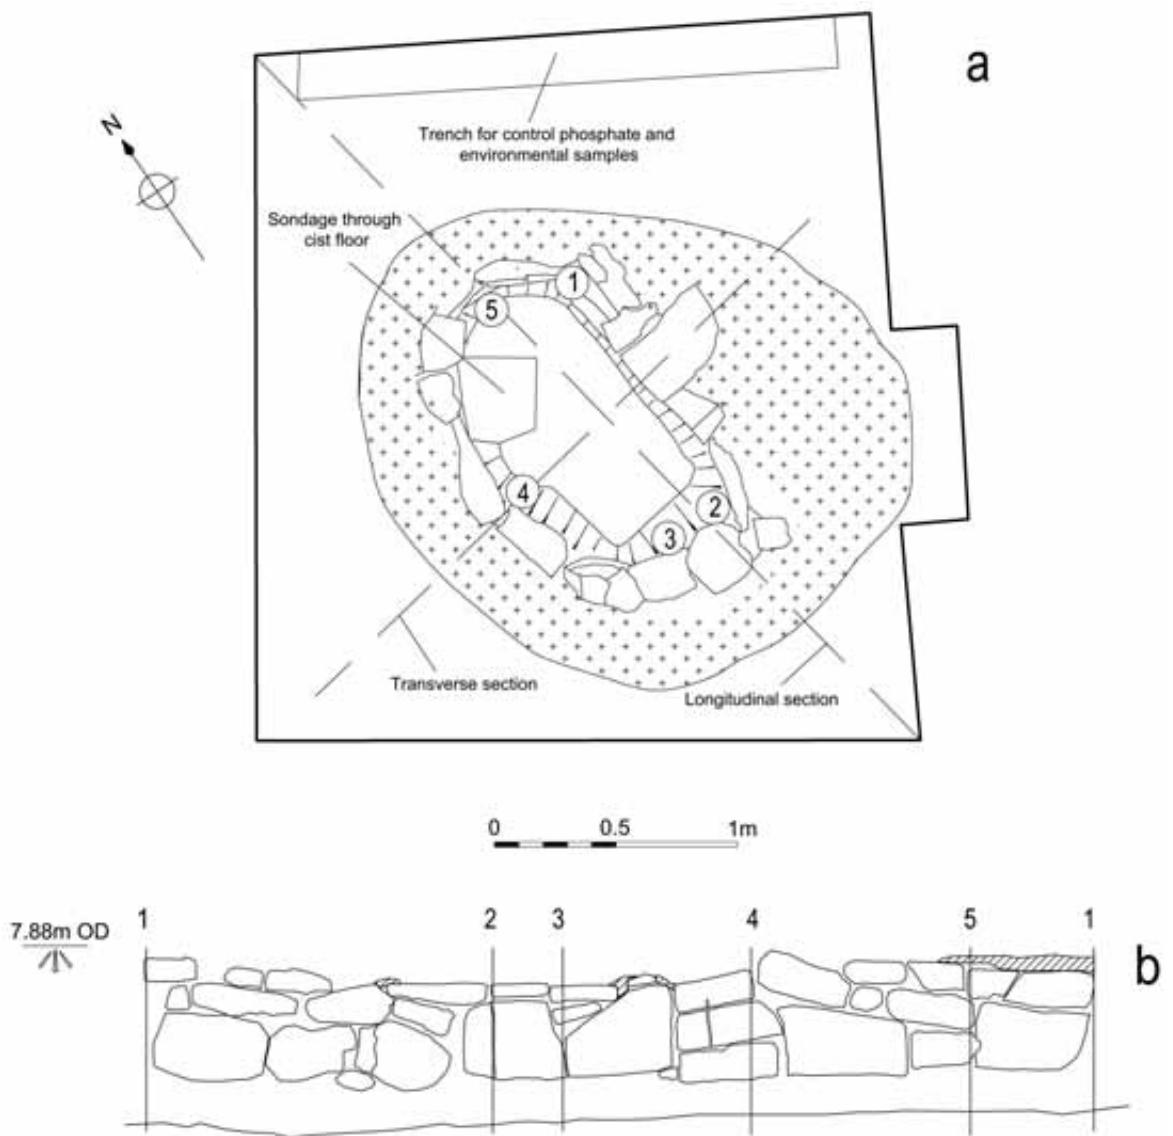 a
N
Trench for control phosphate and
environmental samples
Sondage through
cist floor
1
5
4
2
3
Transverse section
Longitudinal section
0 0.5 1m
7.88m OD
1 2 3 4 5 1
b